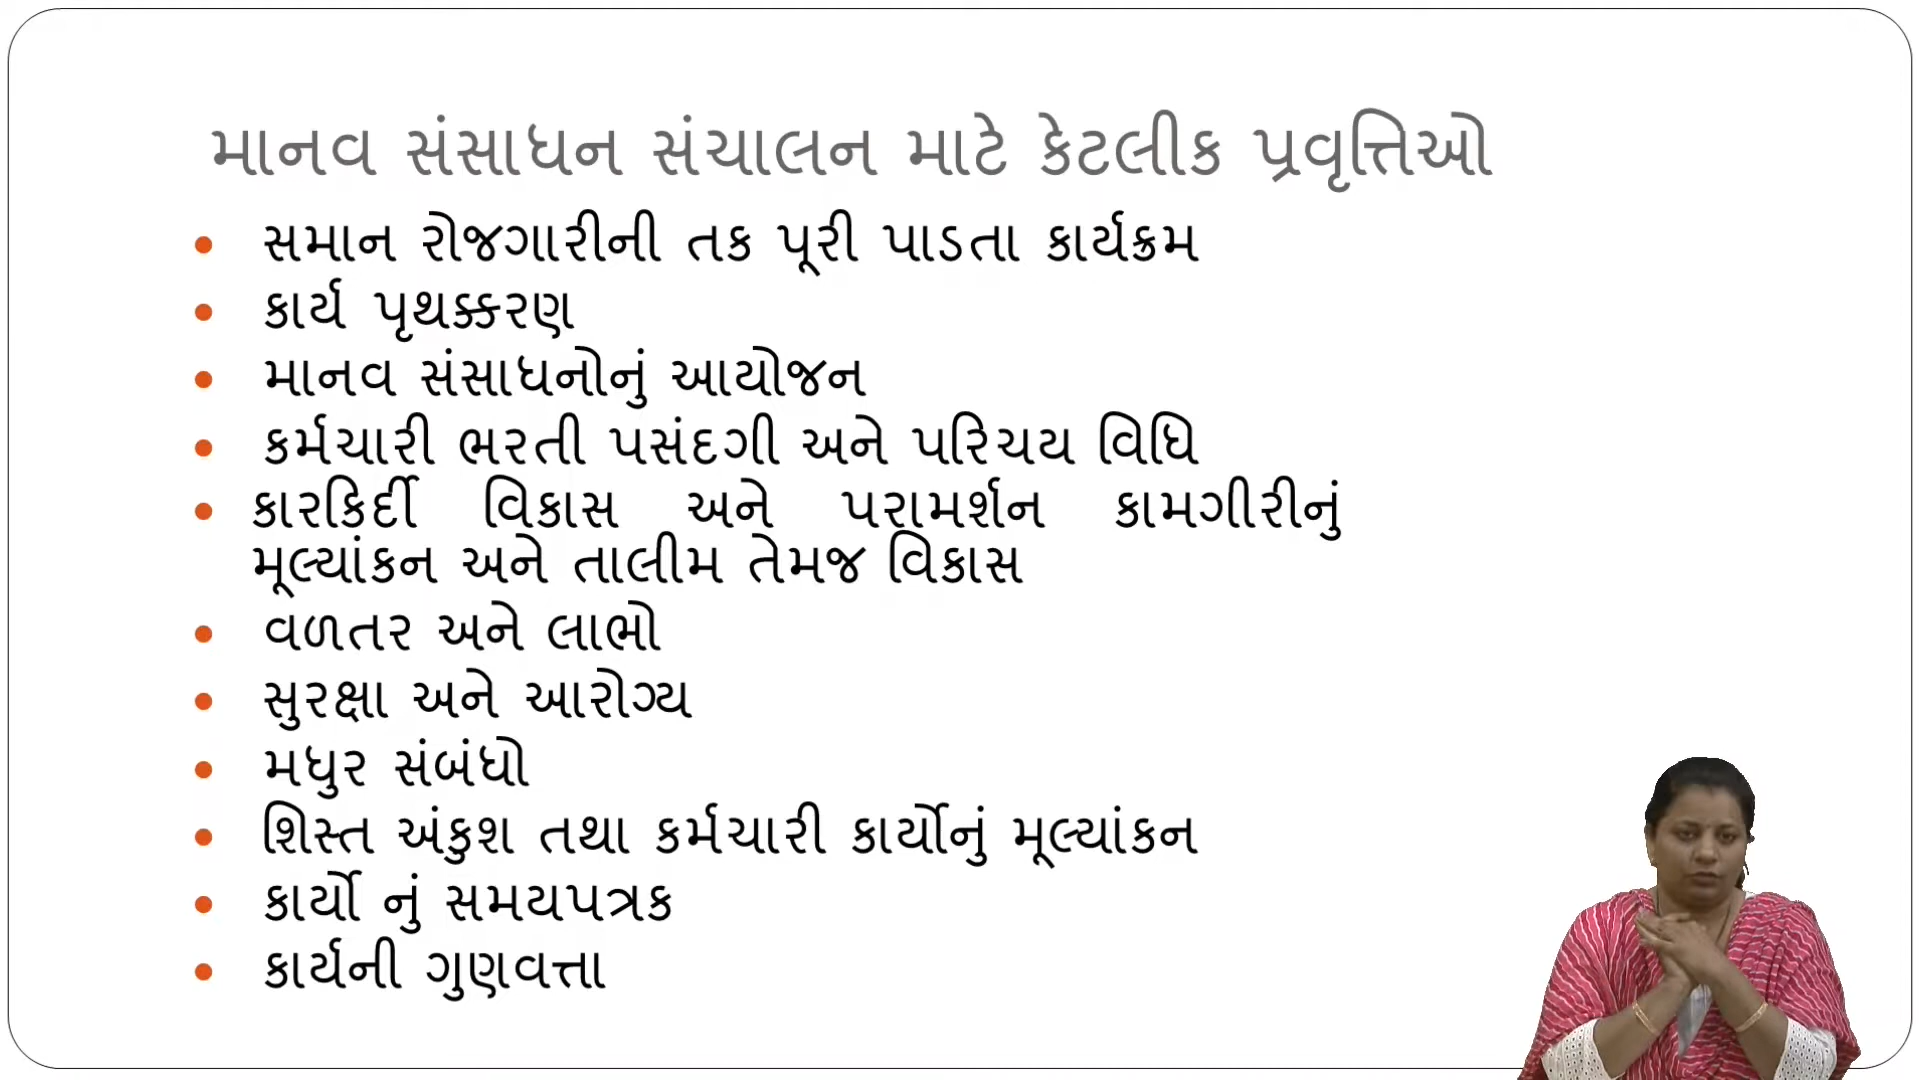 માનવ સંસાધન સંચાલન માટે કેટલીક પ્રવૃત્તિઓ
• સમાન રોજગારીની તક પૂરી પાડતા કાર્યક્રમ
• કાર્ય પૃથક્કરણ
• માનવ સંસાધનોનું આયોજન
• કર્મચારી ભરતી પસંદગી અને પરિચય વિધિ
• કારકિર્દી વિકાસ અને પરામર્શન કામગીરીનું
મૂલ્યાંકન અને તાલીમ તેમજ વિકાસ
• વળતર અને લાભો
• સુરક્ષા અને આરોગ્ય
• મધુર સંબંધો
• શિસ્ત અંકુશ તથા કર્મચારી કાર્યોનું મૂલ્યાંકન
• કાર્યો નું સમયપત્રક
• કાર્યની ગુણવત્તા